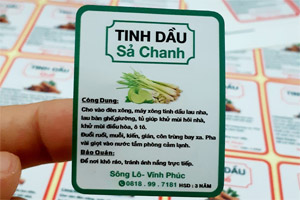 TINH DẦU
Sả Chanh
Công Dụng:
Cho vào đèn xông, máy xông tinh dầu lau nhà,
lau bàn ghế,giường, tủ giúp khử mùi hôi nhà,
khử mùi điều hòa, ô tô.
Đuổi ruồi, muỗi, kiến, gián, côn trùng bay xa. Pha
vài giọt vào nước tắm phòng cảm lạnh.
Bảo Quản:
Để nơi khô ráo, tránh ánh nắng trực tiếp.
Sông Lô- Vĩnh Phúc
0818 . 99 . 7181 HSD : 3 NĂM